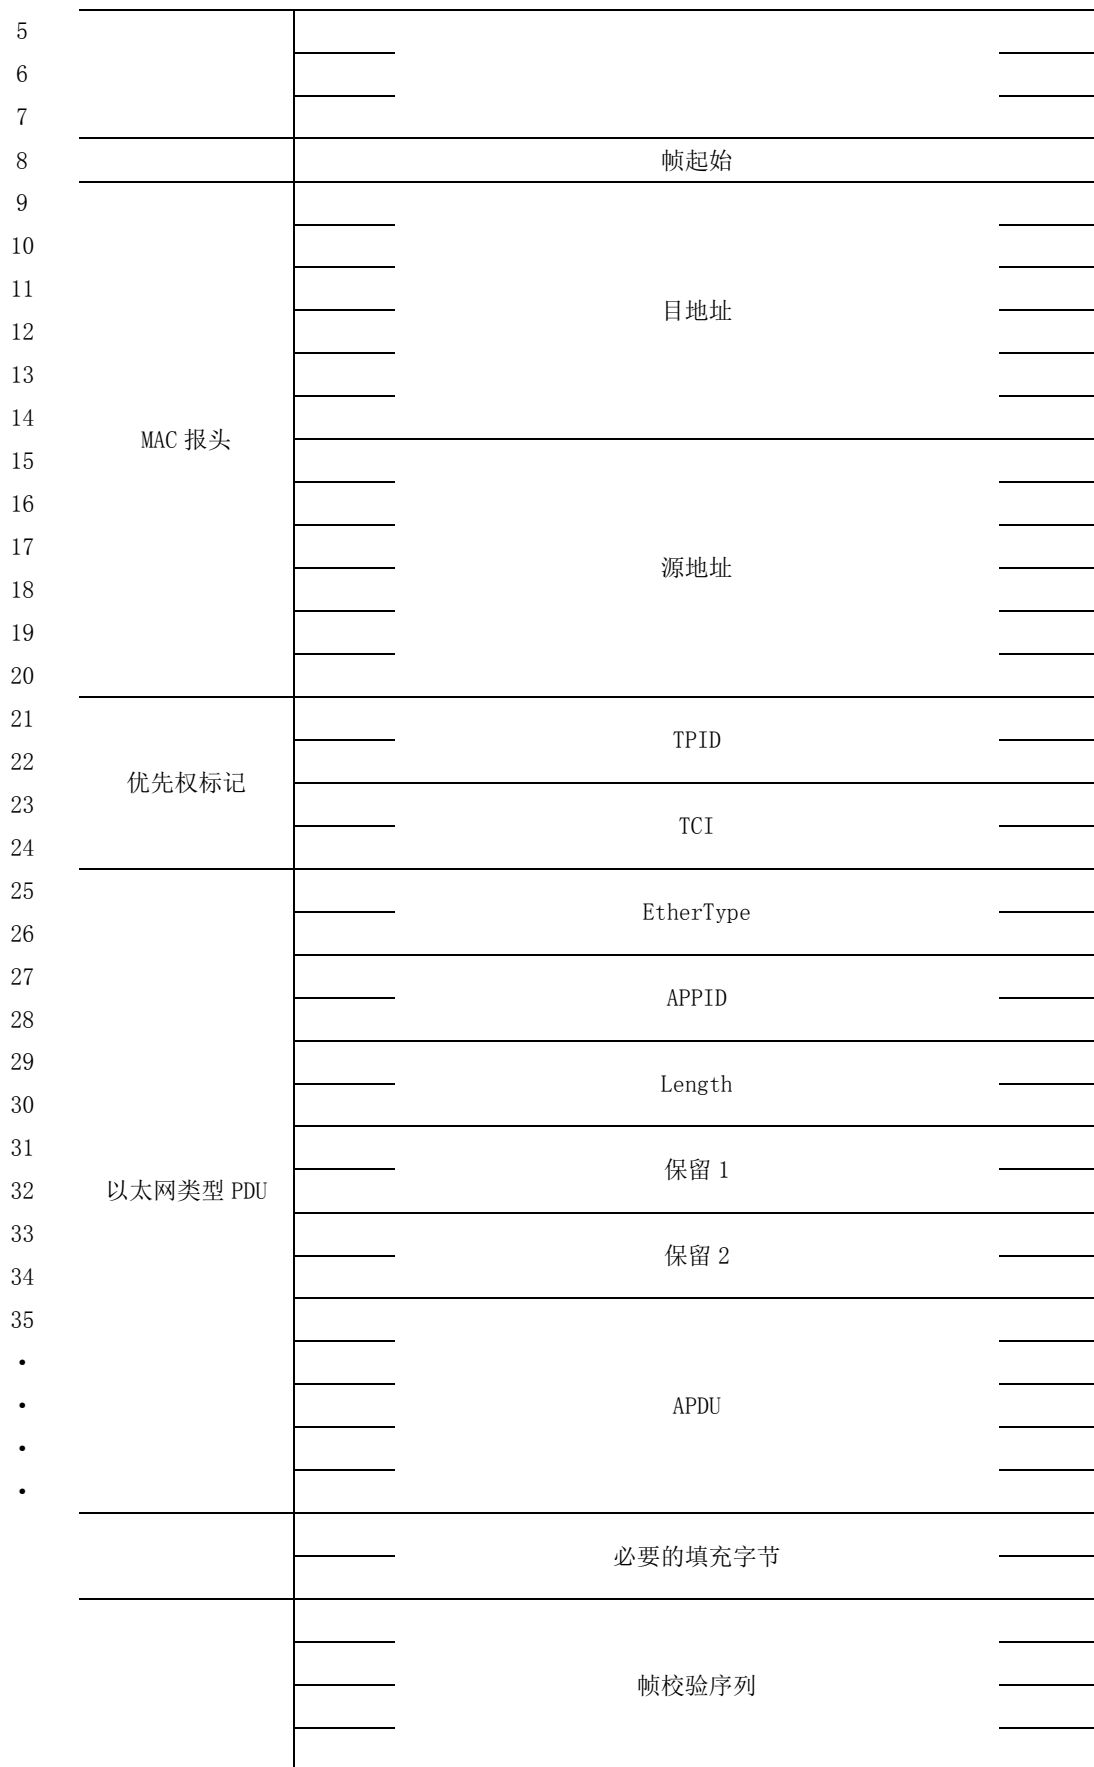 5
6
7
8 帧起始
9
10
11
12 目地址
13
14
MAC 报头
15
16
17
18 源地址
19
20
21
TPID
22
优先权标记
23
TCI
24
25
EtherType
26
27
APPID
28
29
Length
30
31
保留 1
32 以太网类型 PDU
33
保留 2
34
35
·
· APDU
·
·
必要的填充字节
帧校验序列